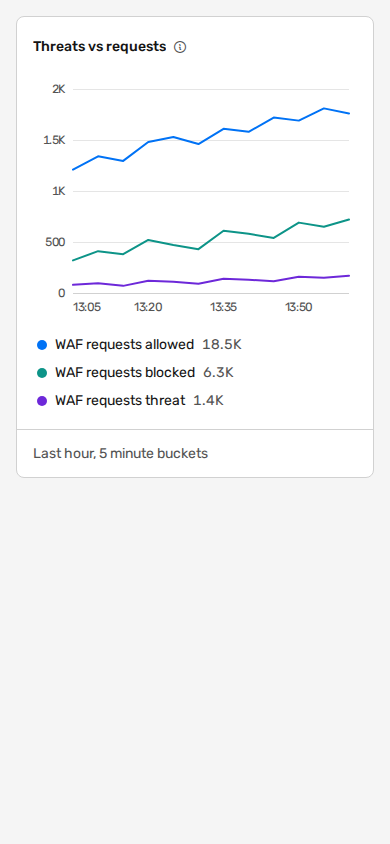 Threats vs requests
2K
1.5K
1K
500
0
13:05 13:20 13:35 13:50
WAF requests allowed 18.5K
WAF requests blocked 6.3K
WAF requests threat 1.4K
Last hour, 5 minute buckets